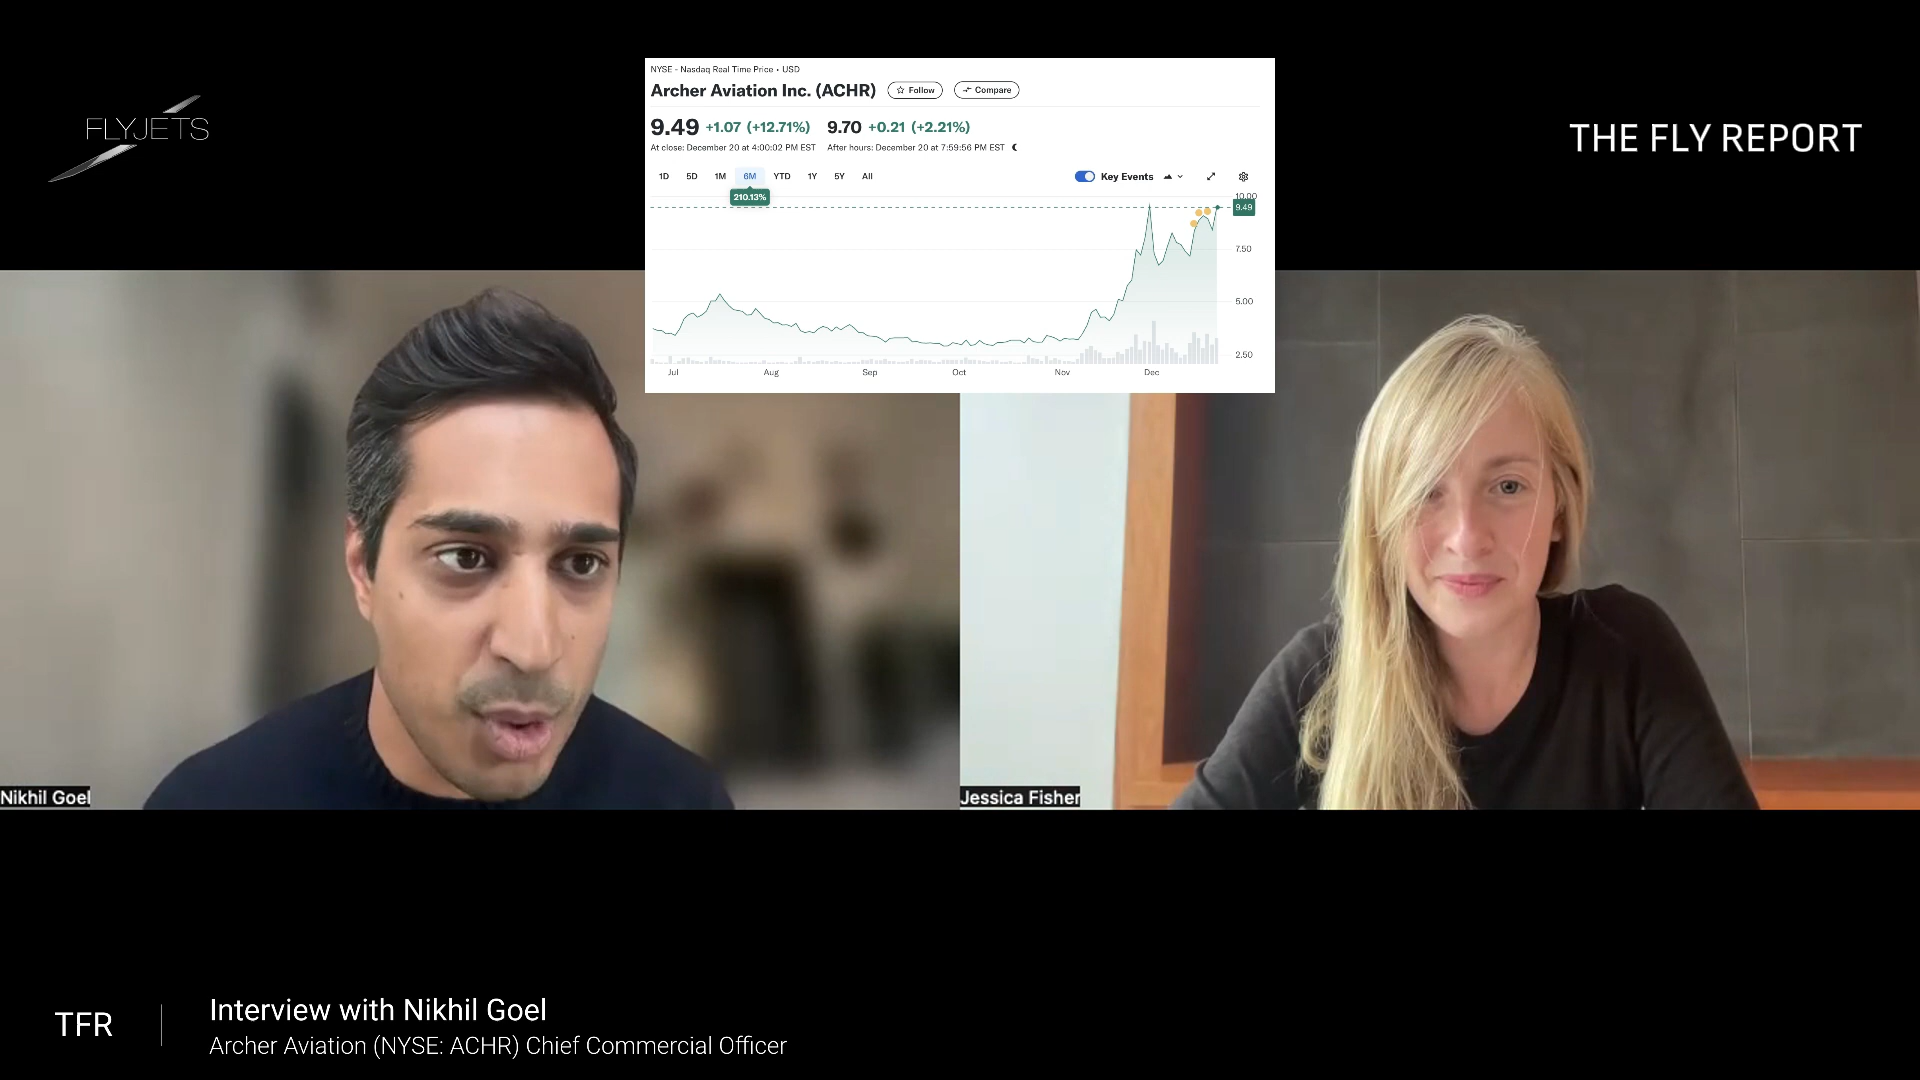 FLYJETS
THE FLY REPORT
NYSE - Nasdaq Real Time Price • USD
Archer Aviation Inc. (ACHR) Follow Compare
9.49 +1.07 (+12.71%) 9.70 +0.21 (+2.21%)
At close: December 20 at 4:00:02 PM EST After hours: December 20 at 7:59:56 PM EST
1D 5D 1M 6M YTD 1Y 5Y All Key Events
210.13%
10.00
9.49
7.50
5.00
2.50
Jul Aug Sep Oct Nov Dec
Nikhil Goel
Jessica Fisher
TFR
Interview with Nikhil Goel
Archer Aviation (NYSE: ACHR) Chief Commercial Officer